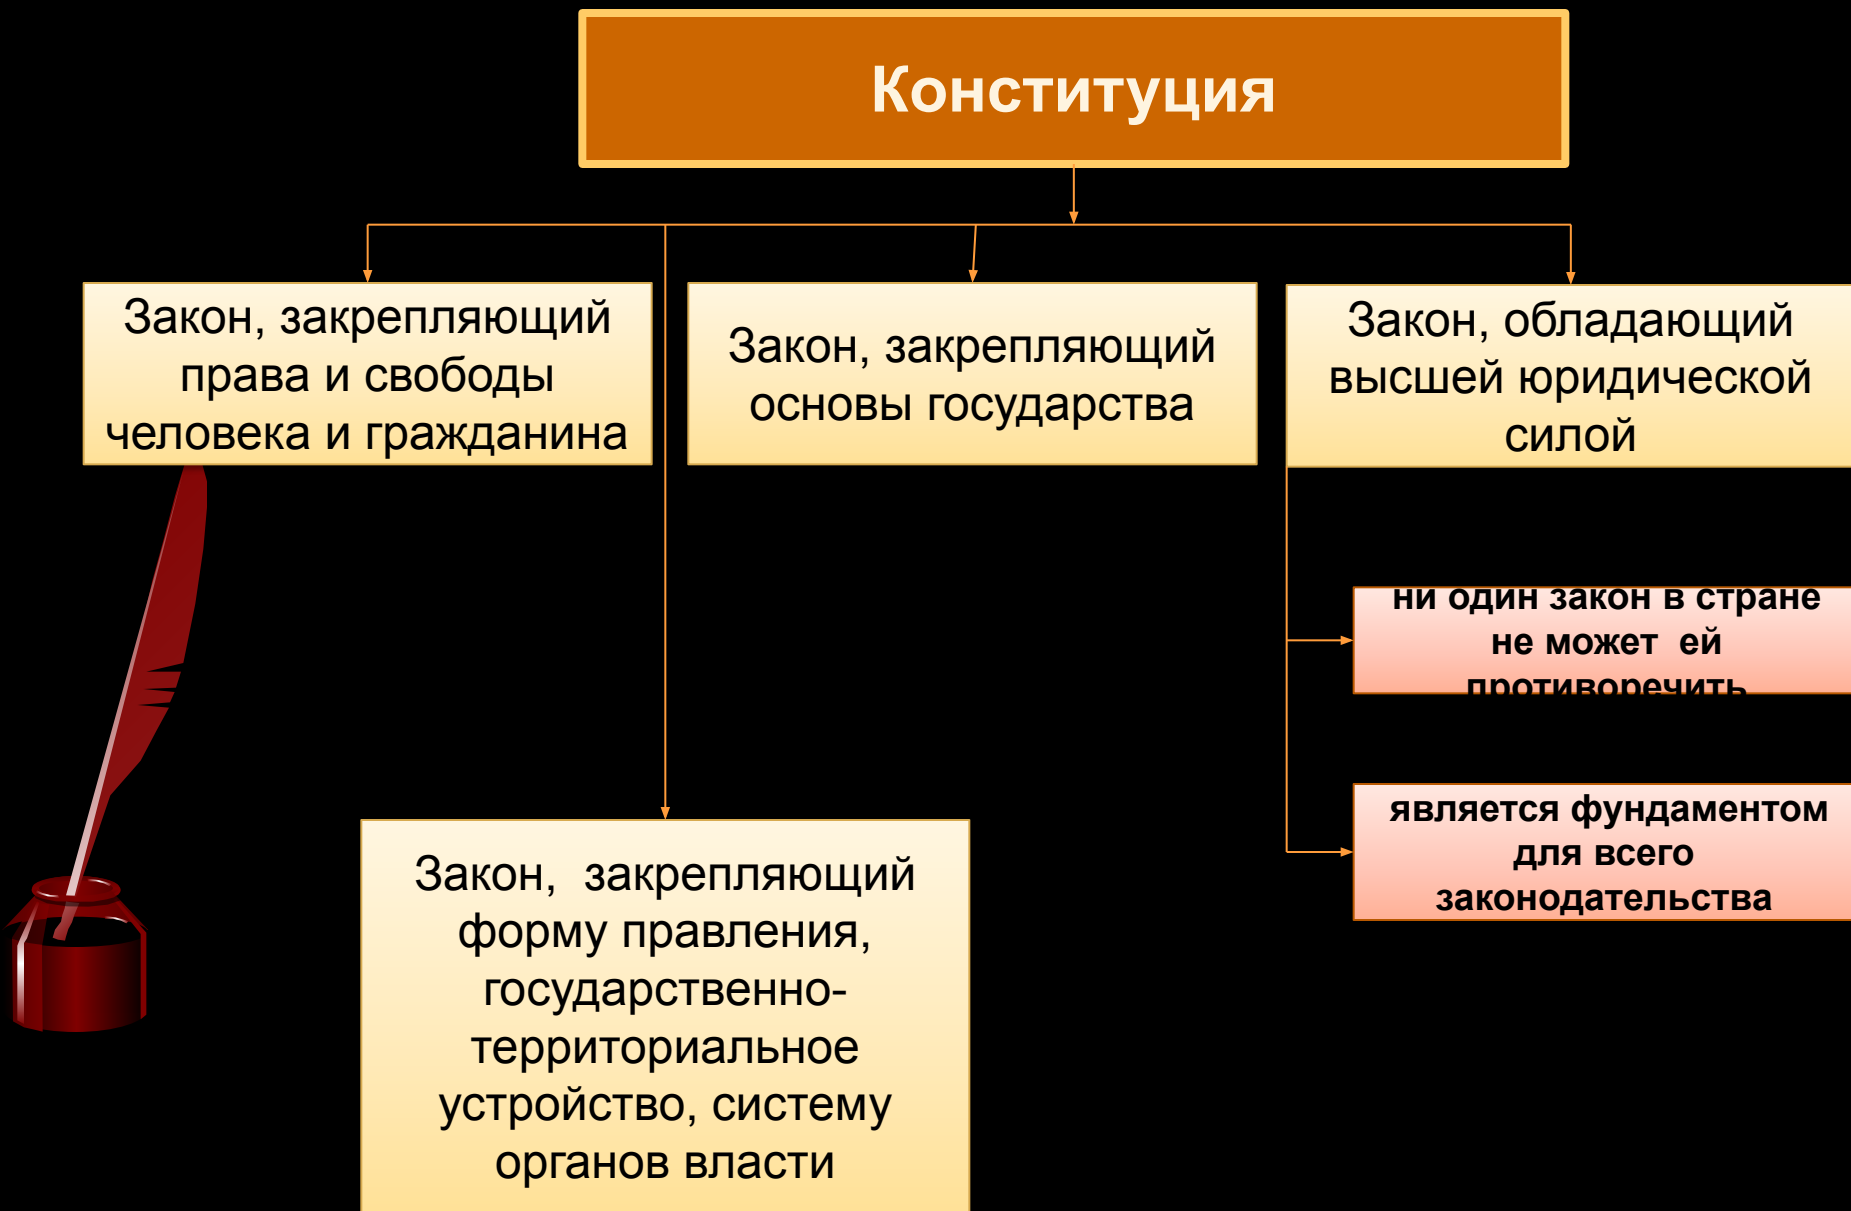 Конституция
Закон, закрепляющий
права и свободы
человека и гражданина
Закон, закрепляющий
основы государства
Закон, обладающий
высшей юридической
силой
ни один закон в стране
не может  ей
противоречить
является фундаментом
для всего
законодательства
Закон,  закрепляющий
форму правления,
государственно-
территориальное
устройство, систему
органов власти